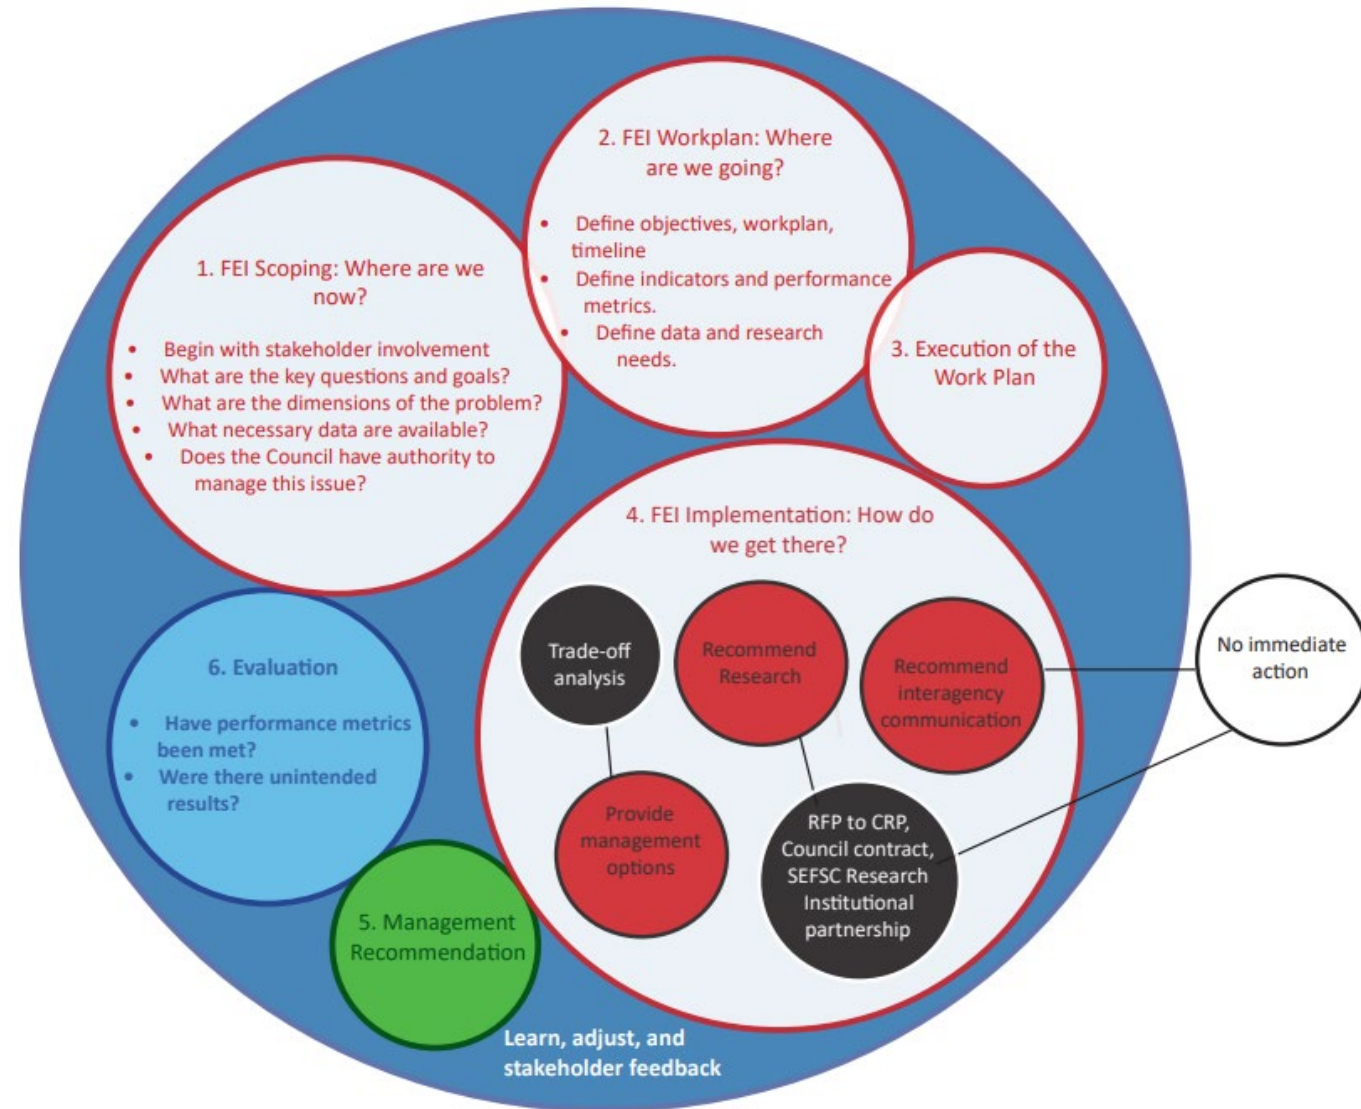 2. FEI Workplan: Where
are we going?
• Define objectives, workplan,
timeline
• Define indicators and performance
metrics.
• Define data and research
needs.
1. FEI Scoping: Where are we
now?
• Begin with stakeholder involvement
• What are the key questions and goals?
• What are the dimensions of the problem?
• What necessary data are available?
• Does the Council have authority to
manage this issue?
3. Execution of the
Work Plan
4. FEI Implementation: How do
we get there?
Trade-off
analysis
Recommend
Research
Recommend
interagency
communication
No immediate
action
Provide
management
options
RFP to CRP,
Council contract,
SEFSC Research
Institutional
partnership
6. Evaluation
• Have performance metrics
been met?
• Were there unintended
results?
5. Management
Recommendation
Learn, adjust, and
stakeholder feedback